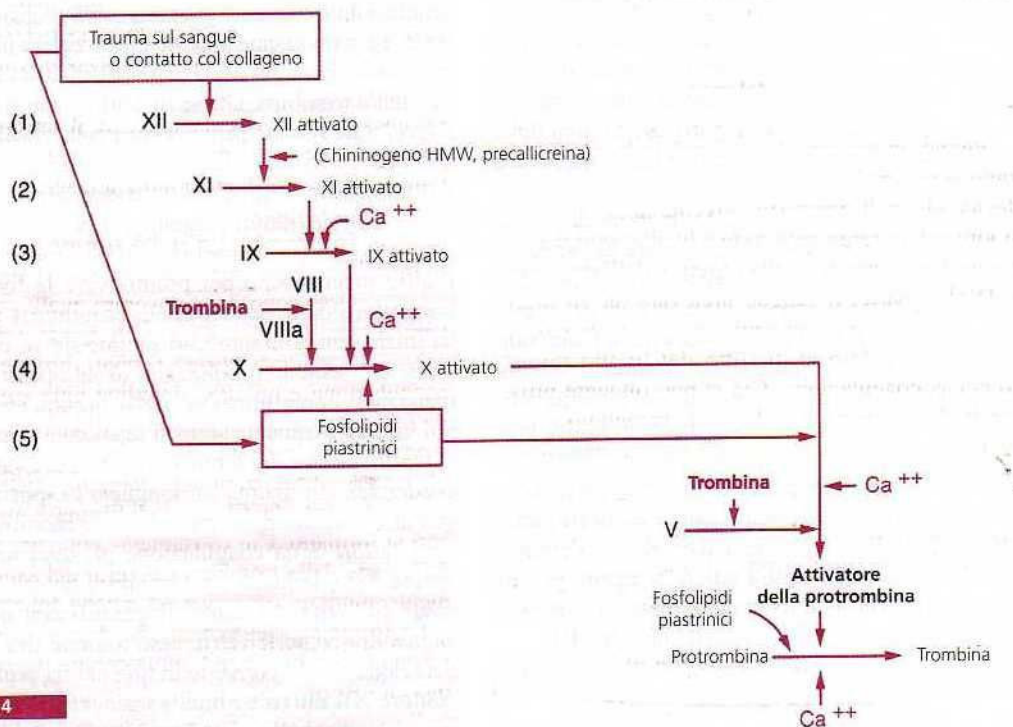 Trauma sul sangue
o contatto col collageno
(1) XII XII attivato
(Chininogeno HMW, precallicreina)
(2) XI XI attivato
Ca ++
(3) IX IX attivato
VIII
Trombina
VIIIa
Ca++
(4) X X attivato
(5)
Fosfolipidi
piastrinici
Trombina
Ca ++
V
Attivatore
della protrombina
Fosfolipidi
piastrinici
Protrombina Trombina
Ca ++
4